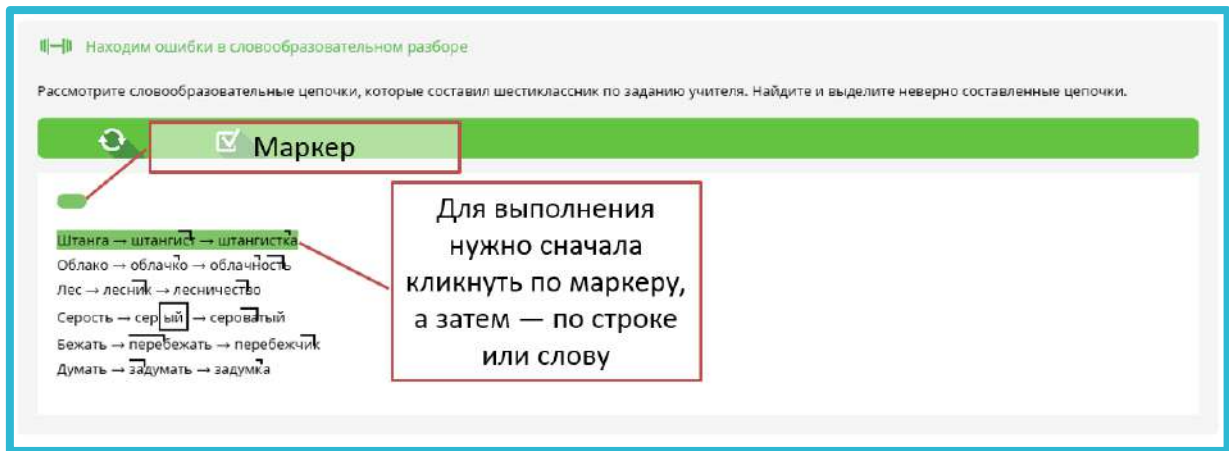 Находим ошибки в словообразовательном разборе
Рассмотрите словообразовательные цепочки, которые составил шестиклассник по заданию учителя. Найдите и выделите неверно составленные цепочки.
Маркер
Для выполнения
нужно сначала
кликнуть по маркеру,
а затем — по строке
или слову
Штанга → штангист → штангистка
Облако → облачко → облачность
Лес → лесник → лесничество
Серость → серый → сероватый
Бежать → перебежать → перебежчик
Думать → задумать → задумка